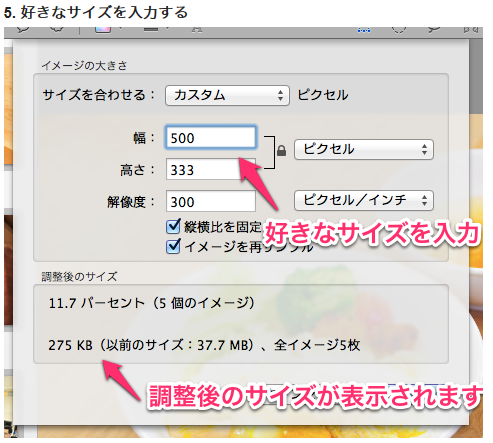 5. 好きなサイズを入力する
イメージの大きさ
サイズを合わせる： カスタム ピクセル
幅： 500 ピクセル
高さ： 333
解像度： 300 ピクセル／インチ
縦横比を固定
好きなサイズを入力
イメージを再サンプル
調整後のサイズ
11.7 パーセント（5 個のイメージ）
275 KB（以前のサイズ：37.7 MB）、全イメージ5枚
調整後のサイズが表示されます